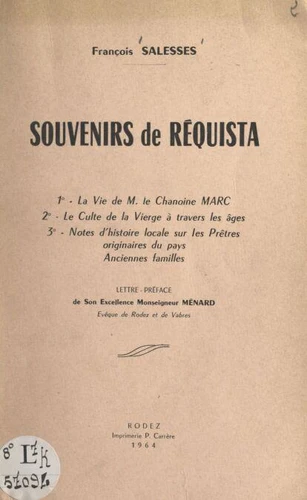 François SALESSES
SOUVENIRS de RÉQUISTA
1° - La Vie de M. le Chanoine MARC
2° - Le Culte de la Vierge à travers les âges
3° - Notes d'histoire locale sur les Prêtres
originaires du pays
Anciennes familles
LETTRE-PRÉFACE
de Son Excellence Monseigneur MÉNARD
Evêque de Rodez et de Vabres
RODEZ
Imprimerie P. Carrère
1964
8° LK